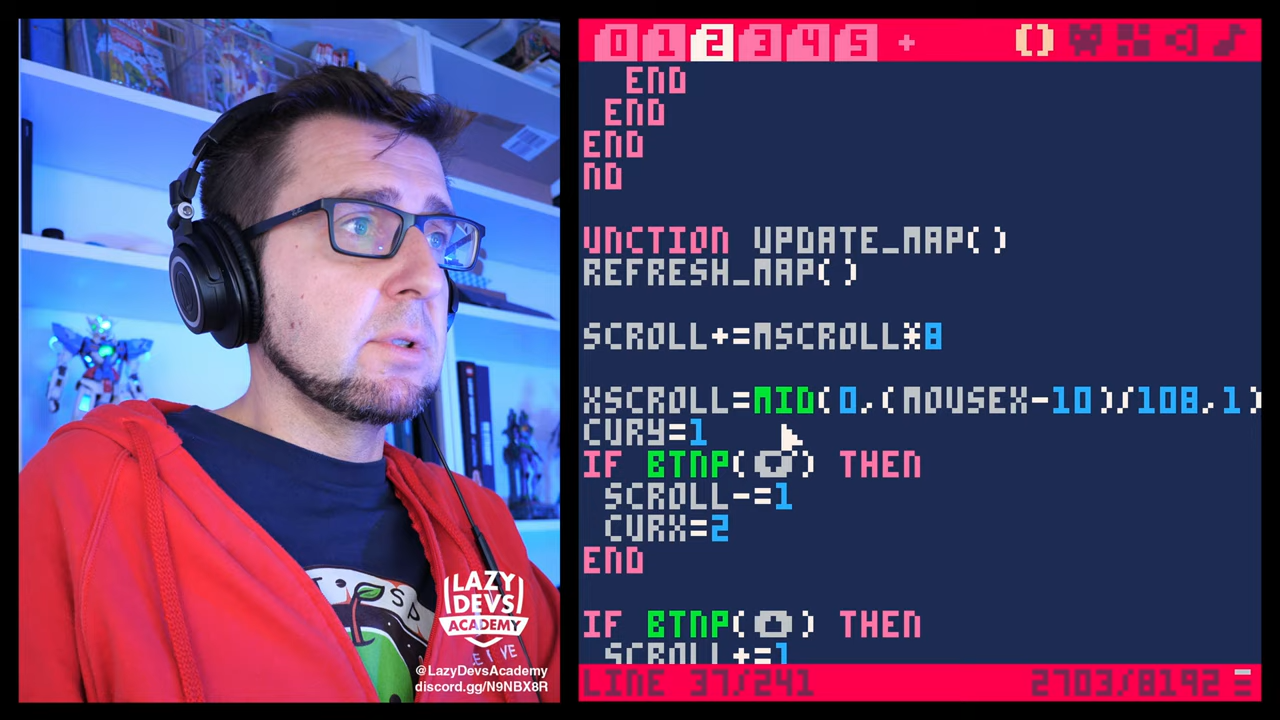 0 1 2 3 4 5 + ()
END
END
END
ND
UNCTION UPDATE_MAP()
REFRESH_MAP()
SCROLL+=MSCROLL*8
XSCROLL=MID(0,(MOUSEX-10)/108,1)
CURY=1
IF BTNP(⬆️) THEN
SCROLL-=1
CURX=2
END
IF BTNP(⬇️) THEN
SCROLL+=1
LINE 37/241
2703/8192
LAZY
DEVS
ACADEMY
@LazyDevsAcademy
discord.gg/N9NBX8R